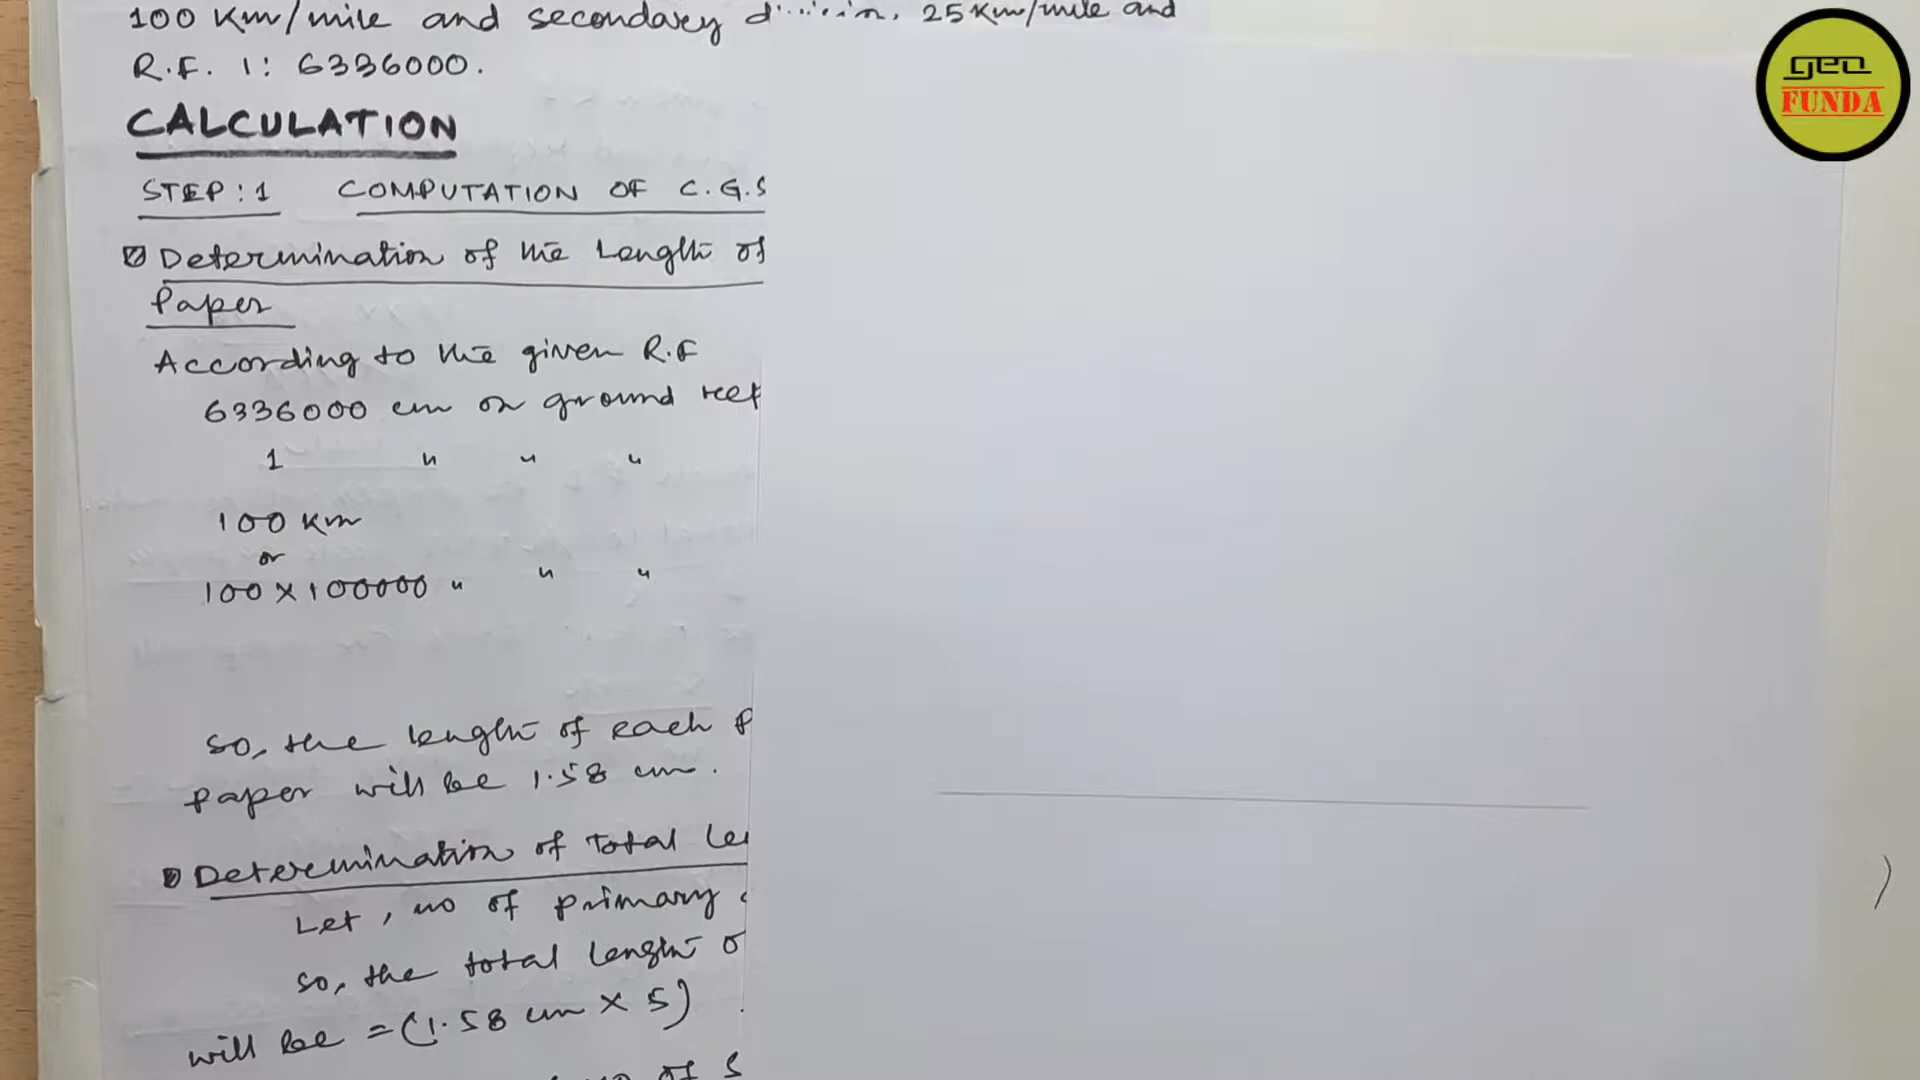 100 Km/mile and secondary 25 Km/mile and
R.F. 1: 6336000.
CALCULATION
STEP: 1 COMPUTATION OF C.G.S
Determination of the Length of
Paper
According to the given R.F
6336000 cm on ground
1 " " "
100 Km
or
100 × 100000 " " "
So, the length of each
paper will be 1.58 cm.
Determination of Total
Let, no of primary
so, the total length
will be = (1.58 cm × 5)
of
geo
FUNDA